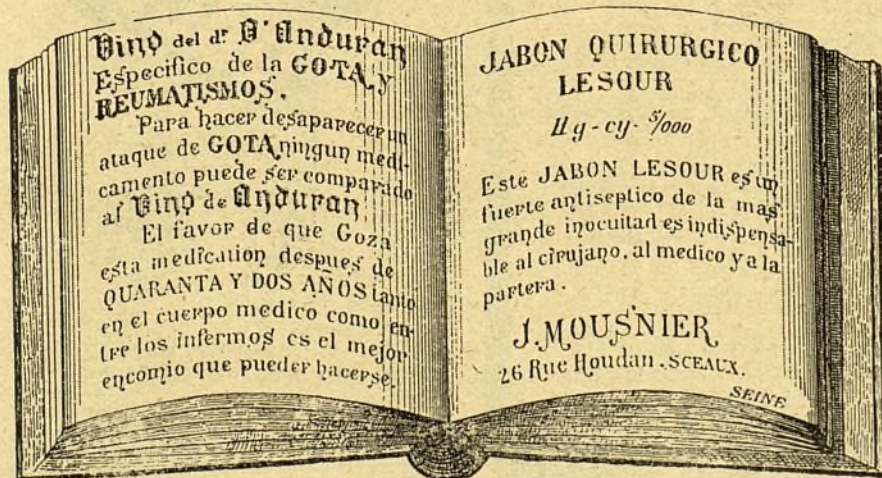 Vino del dr D'Anduran
Especifico de la GOTA y
REUMATISMOS.
Para hacer desaparecer un
ataque de GOTA ningun medi-
camento puede ser comparado
al Vino de Anduran,
El favor de que Goza
esta medication despues de
QUARANTA Y DOS AÑOS tanto
en el cuerpo medico como en-
tre los infermos es el mejor
encomio que pueder hacerse.
JABON QUIRURGICO
LESOUR
Hg-cy-5/000
Este JABON LESOUR es un
fuerte antiseptico de la mas
grande inocuitad es indispensa-
ble al cirujano, al medico y a la
partera.
J. MOUSNIER
26 Rue Houdan. SCEAUX.
SEINE